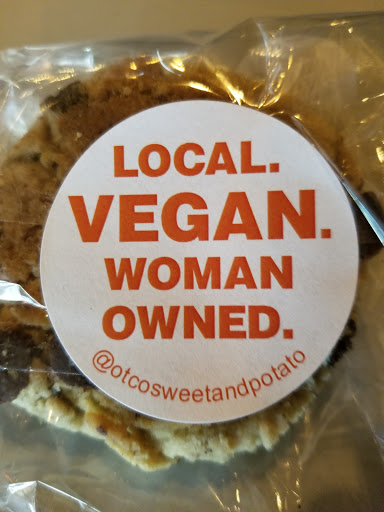 LOCAL.
VEGAN.
WOMAN
OWNED.
@otcosweetandpotato